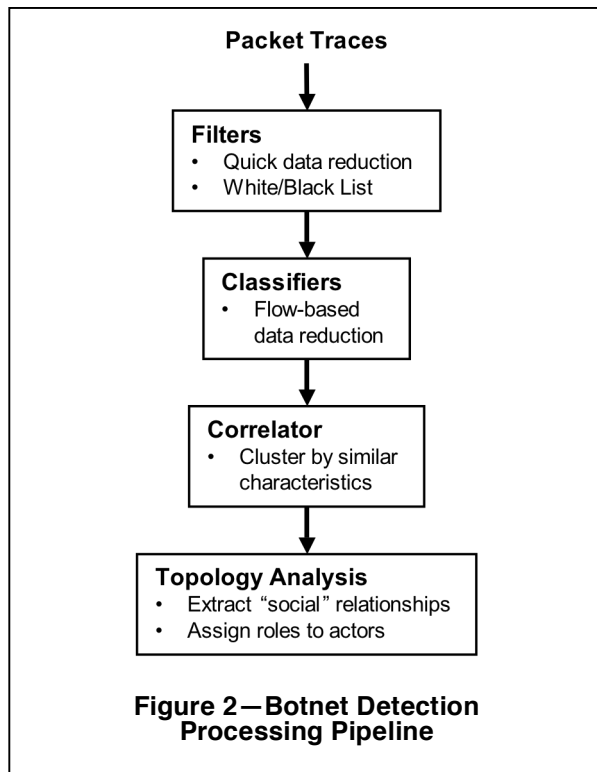 Packet Traces
Filters
• Quick data reduction
• White/Black List
Classifiers
• Flow-based
data reduction
Correlator
• Cluster by similar
characteristics
Topology Analysis
• Extract “social” relationships
• Assign roles to actors
Figure 2—Botnet Detection
Processing Pipeline